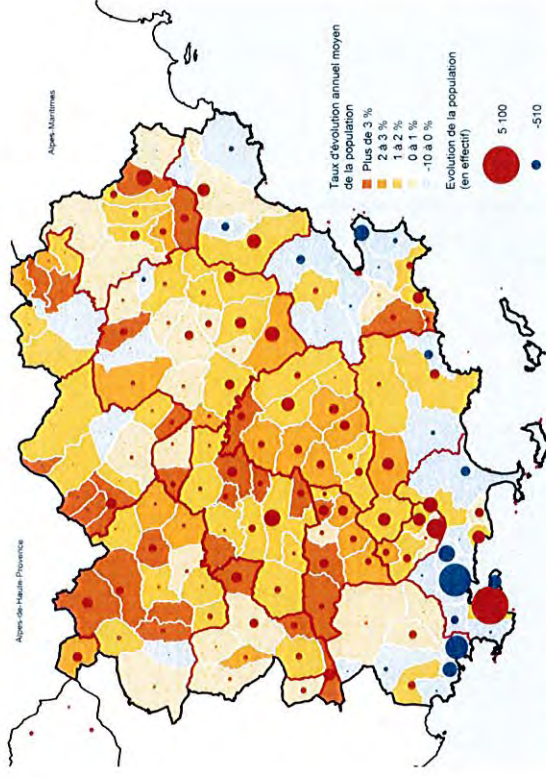 Alpes-de-Haute-Provence
Alpes-Maritimes
Taux d'évolution annuel moyen
de la population
Plus de 3 %
2 à 3 %
1 à 2 %
0 à 1 %
-10 à 0 %
Evolution de la population
(en effectif)
5 100
-510